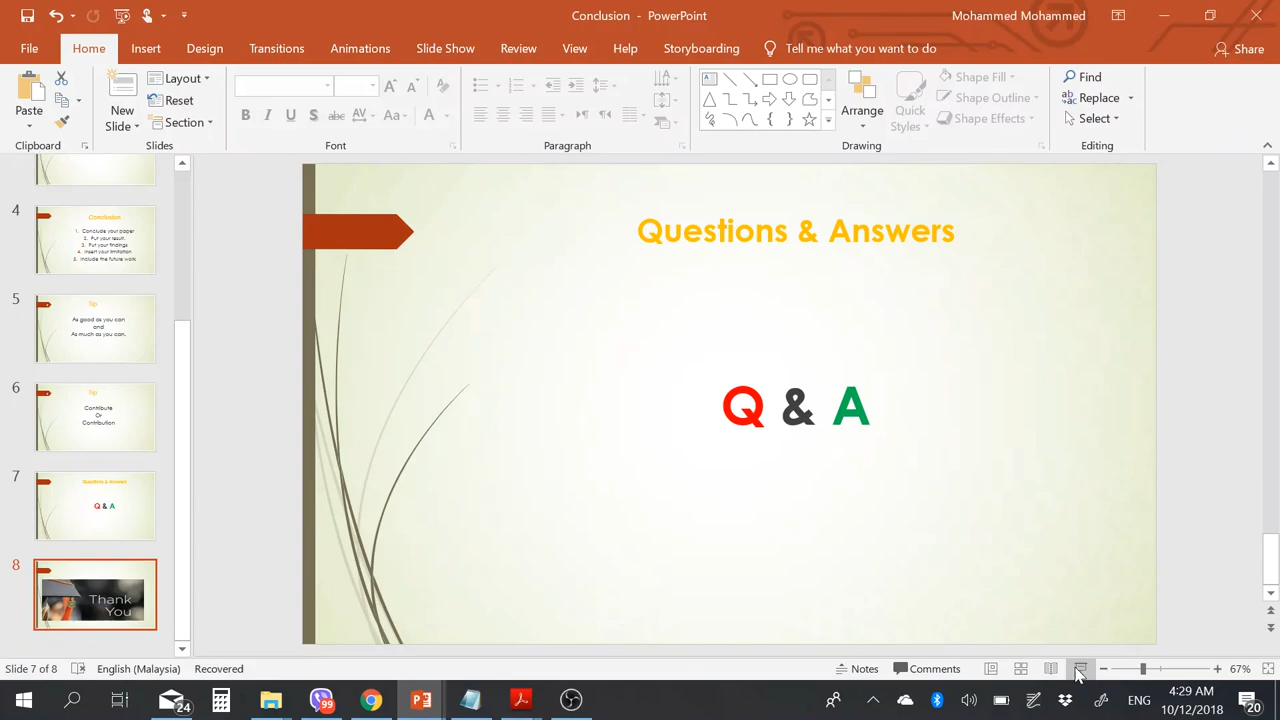 Conclusion - PowerPoint
Mohammed Mohammed
File Home Insert Design Transitions Animations Slide Show Review View Help Storyboarding Tell me what you want to do Share
Paste
New Slide
Layout
Reset
Section
B I U S abc AV Aa A
Arrange
Quick Styles
Shape Fill
Shape Outline
Shape Effects
Find
Replace
Select
Clipboard Slides Font Paragraph Drawing Editing
4
Conclusion
1. Conclude your paper
2. Put your result.
3. Put your findings
4. Insert your limitation
5. Include the future work
5
Tip
As good as you can
and
As much as you can.
6
Tip
Contribute
Or
Contribution
7
Questions & Answers
Q & A
8
Thank
You
Questions & Answers
Q & A
Slide 7 of 8 English (Malaysia) Recovered Notes Comments 67%
24
99
ENG
4:29 AM
10/12/2018
20